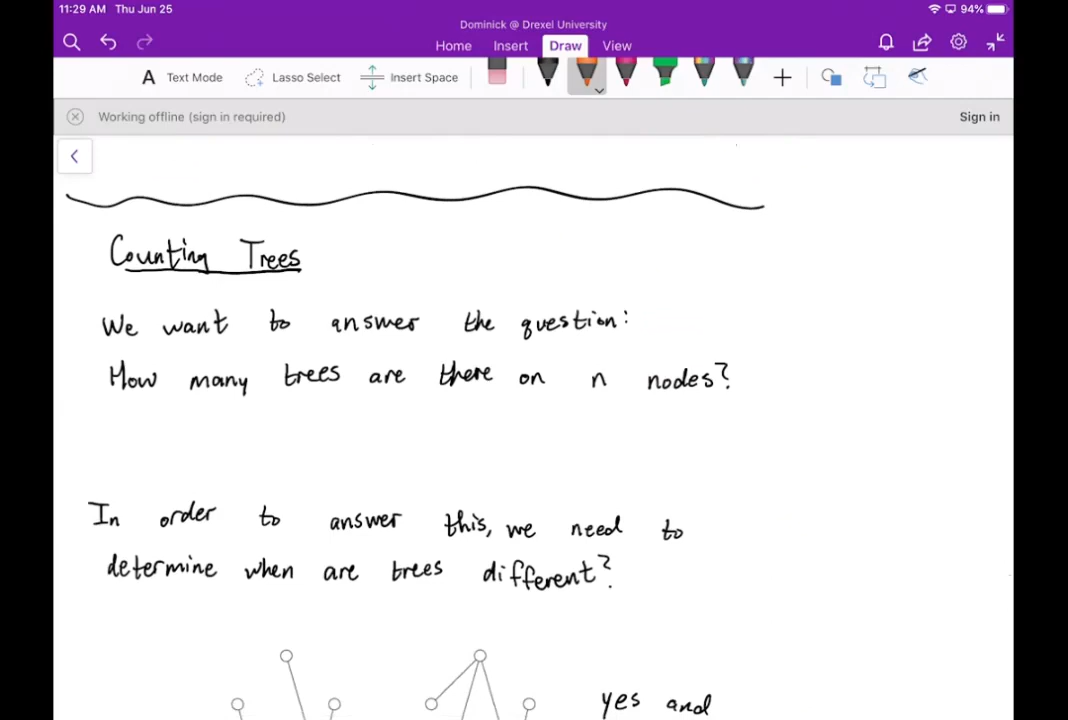 11:29 AM Thu Jun 25
94%
Dominick @ Drexel University
Home Insert Draw View
A Text Mode Lasso Select Insert Space
Working offline (sign in required) Sign in
Counting Trees
We want to answer the question:
How many trees are there on n nodes?
In order to answer this, we need to
determine when are trees different?
yes and